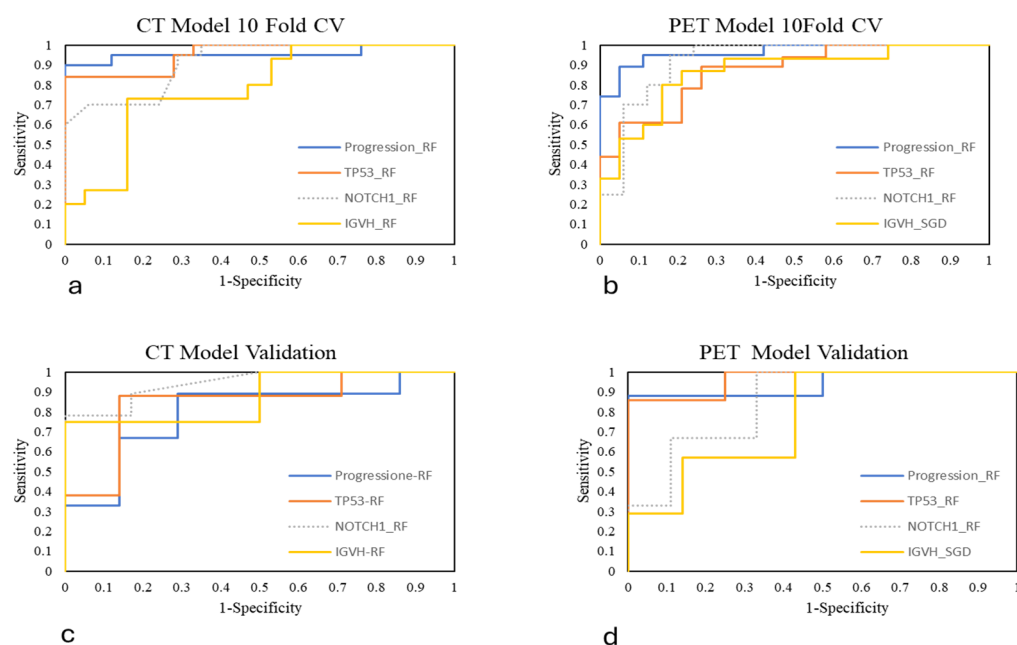 CT Model 10 Fold CV
1
0.9
0.8
0.7
0.6
0.5
0.4
0.3
0.2
0.1
0
Sensitivity
Progression_RF
TP53_RF
NOTCH1_RF
IGVH_RF
0 0.1 0.2 0.3 0.4 0.5 0.6 0.7 0.8 0.9 1
1-Specificity
a
PET Model 10Fold CV
1
0.9
0.8
0.7
0.6
0.5
0.4
0.3
0.2
0.1
0
Sensitivity
Progression_RF
TP53_RF
NOTCH1_RF
IGVH_SGD
0 0.1 0.2 0.3 0.4 0.5 0.6 0.7 0.8 0.9 1
1-Specificity
b
CT Model Validation
1
0.9
0.8
0.7
0.6
0.5
0.4
0.3
0.2
0.1
0
Sensitivity
Progressione-RF
TP53-RF
NOTCH1_RF
IGVH-RF
0 0.1 0.2 0.3 0.4 0.5 0.6 0.7 0.8 0.9 1
1-Specificity
c
PET Model Validation
1
0.9
0.8
0.7
0.6
0.5
0.4
0.3
0.2
0.1
0
Sensitivity
Progression_RF
TP53_RF
NOTCH1_RF
IGVH_SGD
0 0.1 0.2 0.3 0.4 0.5 0.6 0.7 0.8 0.9 1
1-Specificity
d